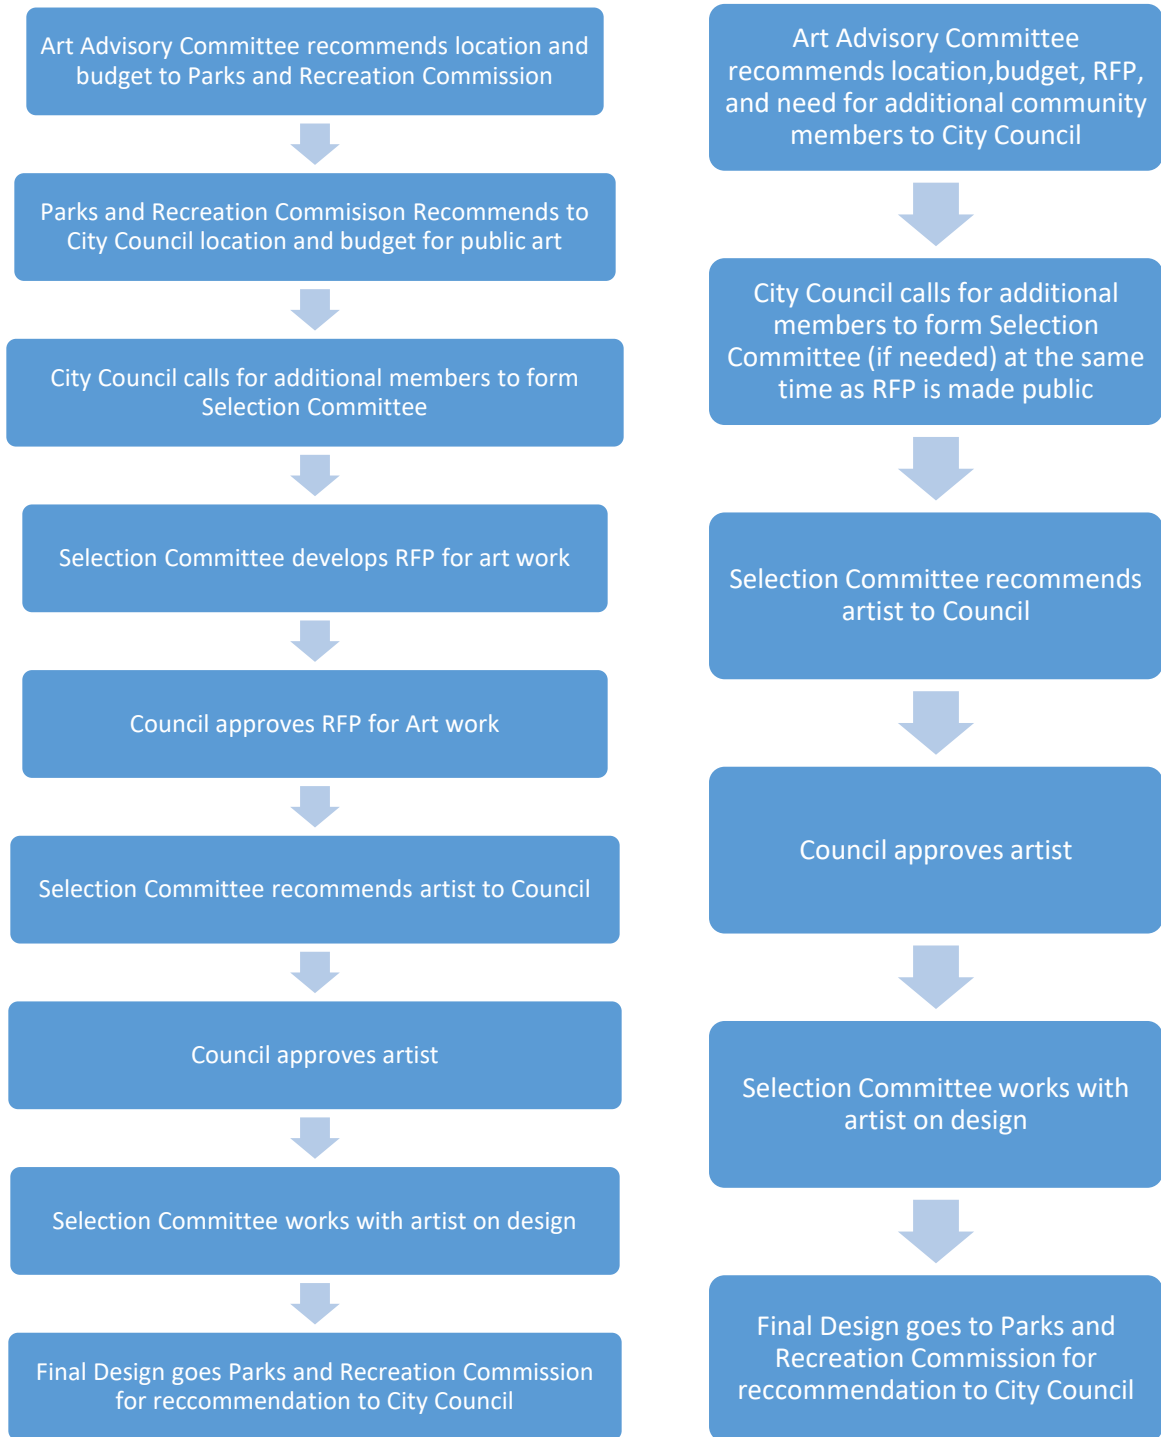 Art Advisory Committee recommends location and
budget to Parks and Recreation Commission
Parks and Recreation Commisison Recommends to
City Council location and budget for public art
City Council calls for additional members to form
Selection Committee
Selection Committee develops RFP for art work
Council approves RFP for Art work
Selection Committee recommends artist to Council
Council approves artist
Selection Committee works with artist on design
Final Design goes Parks and Recreation Commission
for reccommendation to City Council
Art Advisory Committee
recommends location,budget, RFP,
and need for additional community
members to City Council
City Council calls for additional
members to form Selection
Committee (if needed) at the same
time as RFP is made public
Selection Committee recommends
artist to Council
Council approves artist
Selection Committee works with
artist on design
Final Design goes to Parks and
Recreation Commission for
reccommendation to City Council